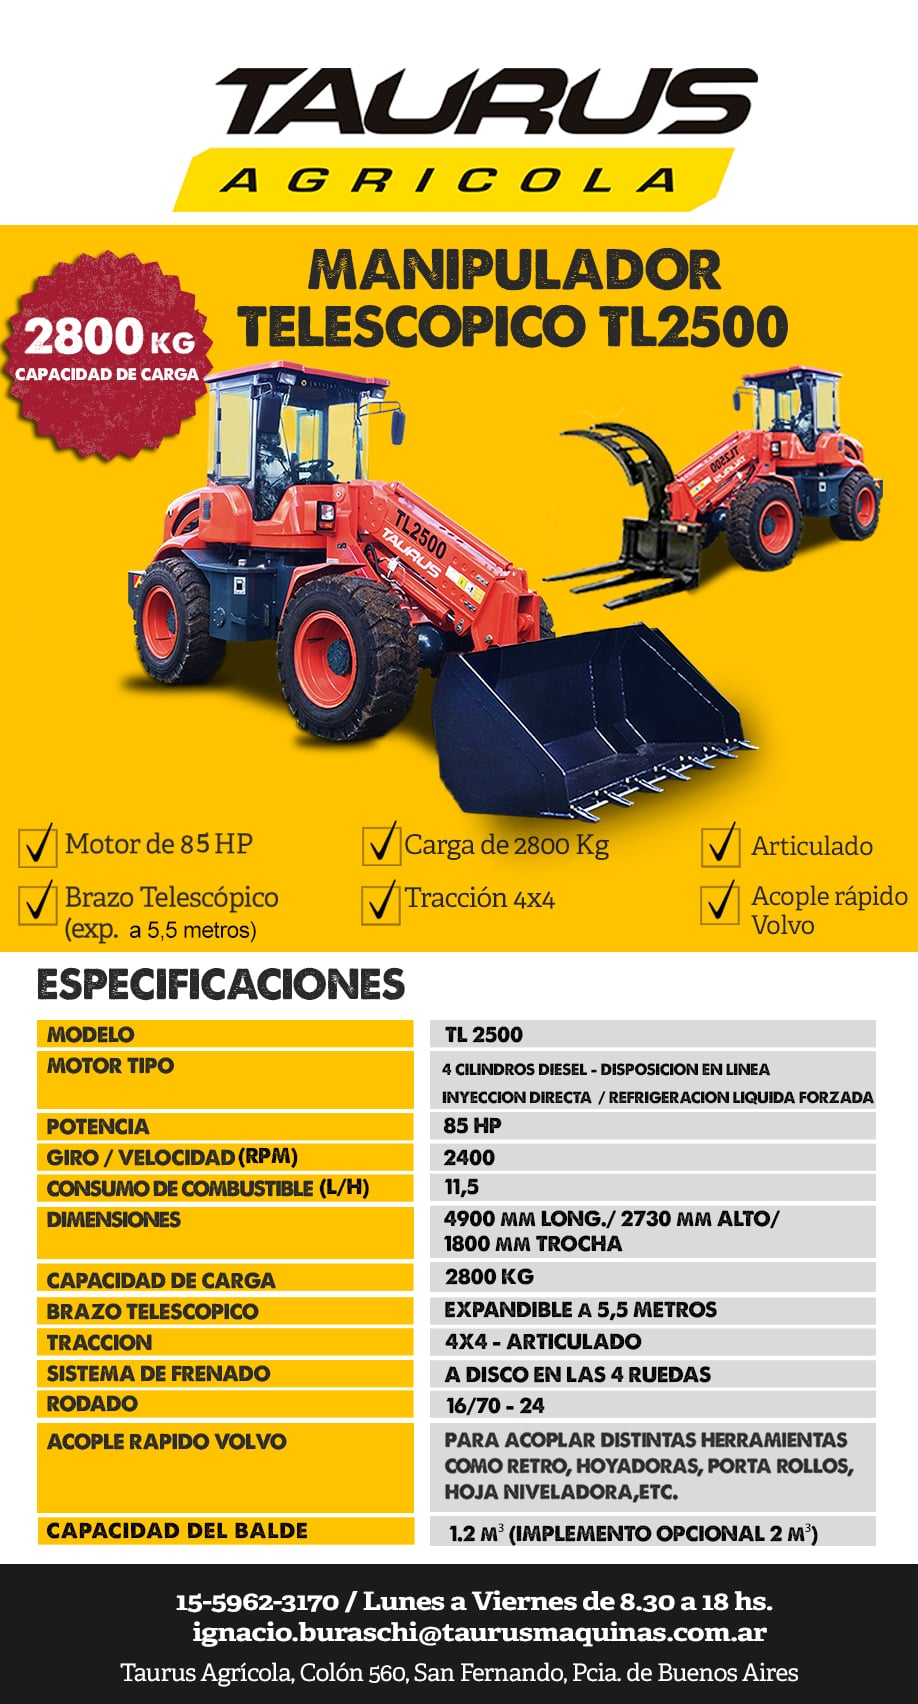 TAURUS
AGRICOLA
MANIPULADOR
TELESCOPICO TL2500
2800 KG
CAPACIDAD DE CARGA
TL2500
TAURUS
TL2500
TAURUS
Motor de 85 HP
Carga de 2800 Kg
Articulado
Brazo Telescópico
(exp. a 5,5 metros)
Tracción 4x4
Acople rápido
Volvo
ESPECIFICACIONES
MODELO TL 2500
MOTOR TIPO 4 CILINDROS DIESEL - DISPOSICION EN LINEA
INYECCION DIRECTA / REFRIGERACION LIQUIDA FORZADA
POTENCIA 85 HP
GIRO / VELOCIDAD (RPM) 2400
CONSUMO DE COMBUSTIBLE (L/H) 11,5
DIMENSIONES 4900 MM LONG./ 2730 MM ALTO/
1800 MM TROCHA
CAPACIDAD DE CARGA 2800 KG
BRAZO TELESCOPICO EXPANDIBLE A 5,5 METROS
TRACCION 4X4 - ARTICULADO
SISTEMA DE FRENADO A DISCO EN LAS 4 RUEDAS
RODADO 16/70 - 24
ACOPLE RAPIDO VOLVO PARA ACOPLAR DISTINTAS HERRAMIENTAS
COMO RETRO, HOYADORAS, PORTA ROLLOS,
HOJA NIVELADORA,ETC.
CAPACIDAD DEL BALDE 1.2 M³ (IMPLEMENTO OPCIONAL 2 M³)
15-5962-3170 / Lunes a Viernes de 8.30 a 18 hs.
ignacio.buraschi@taurusmaquinas.com.ar
Taurus Agrícola, Colón 560, San Fernando, Pcia. de Buenos Aires